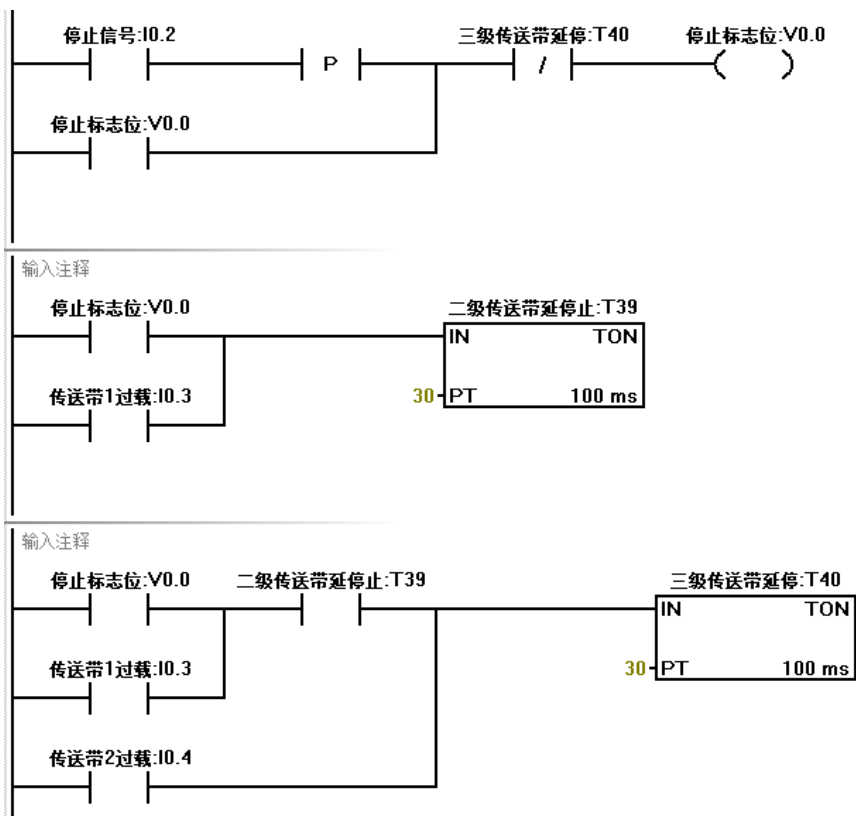 停止信号:I0.2 三级传送带延停:T40 停止标志位:V0.0
P /
停止标志位:V0.0
输入注释
停止标志位:V0.0 二级传送带延停止:T39
IN TON
传送带1过载:I0.3
30 PT 100 ms
输入注释
停止标志位:V0.0 二级传送带延停止:T39 三级传送带延停:T40
IN TON
传送带1过载:I0.3
30 PT 100 ms
传送带2过载:I0.4